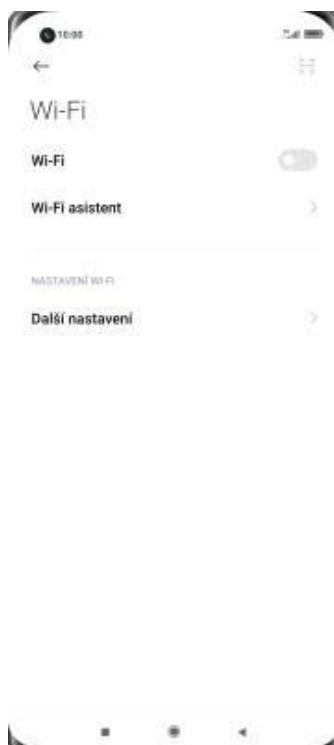 10:00
Wi-Fi
Wi-Fi
Wi-Fi asistent
NASTAVENÍ WI-FI
Další nastavení